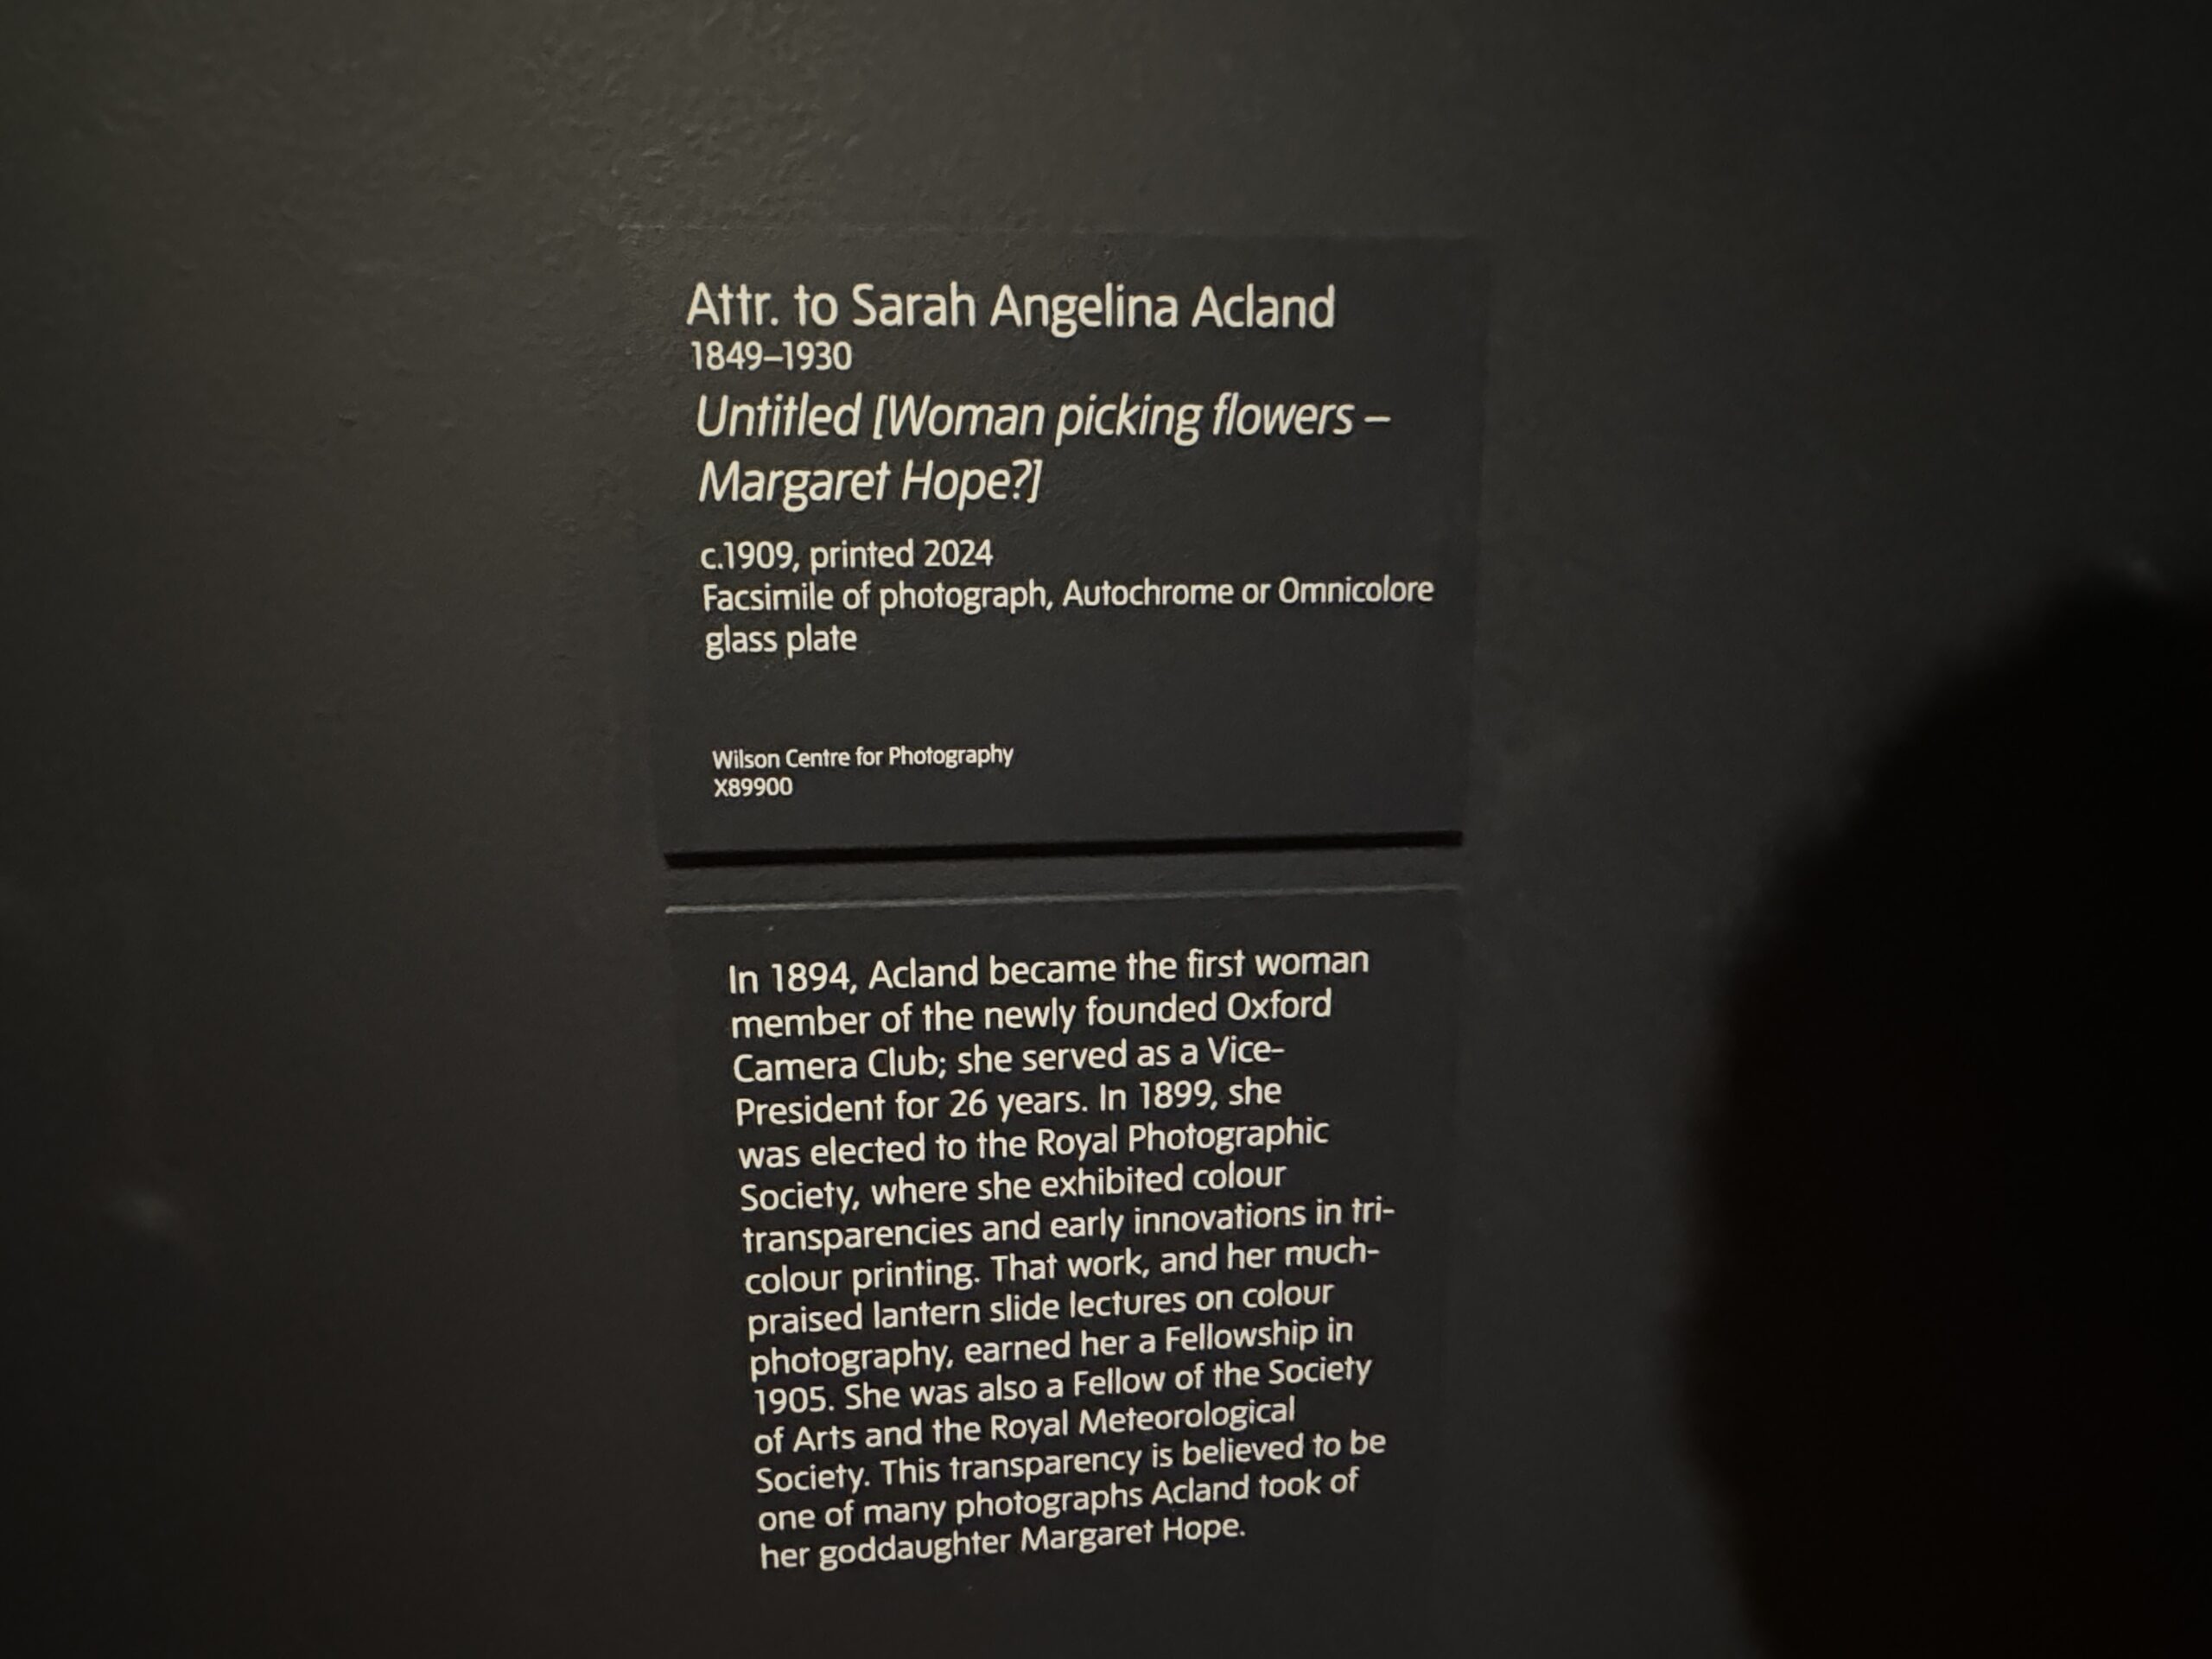 Attr. to Sarah Angelina Acland
1849–1930
Untitled [Woman picking flowers –
Margaret Hope?]
c.1909, printed 2024
Facsimile of photograph, Autochrome or Omnicolore
glass plate
Wilson Centre for Photography
X89900
In 1894, Acland became the first woman
member of the newly founded Oxford
Camera Club; she served as a Vice-
President for 26 years. In 1899, she
was elected to the Royal Photographic
Society, where she exhibited colour
transparencies and early innovations in tri-
colour printing. That work, and her much-
praised lantern slide lectures on colour
photography, earned her a Fellowship in
1905. She was also a Fellow of the Society
of Arts and the Royal Meteorological
Society. This transparency is believed to be
one of many photographs Acland took of
her goddaughter Margaret Hope.